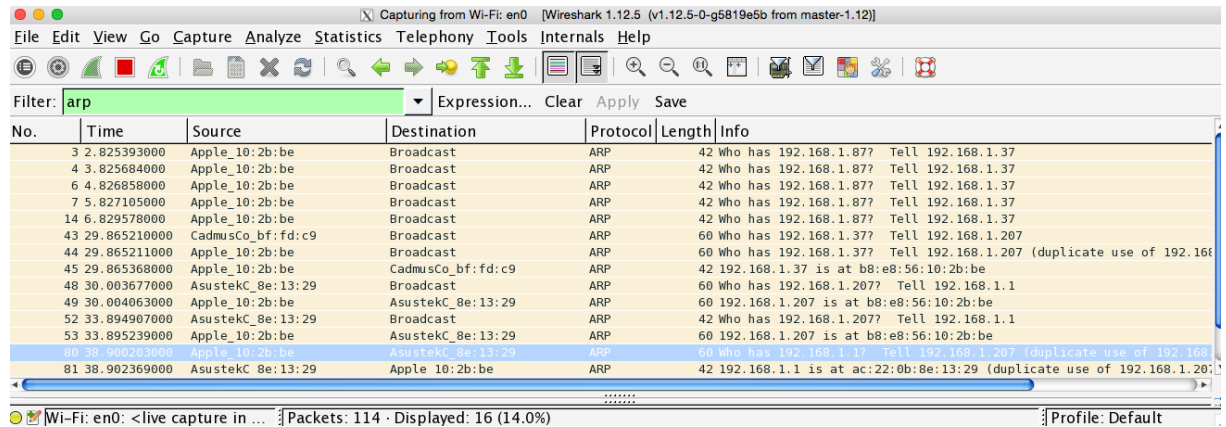 Capturing from Wi-Fi: en0 [Wireshark 1.12.5 (v1.12.5-0-g5819e5b from master-1.12)]
File Edit View Go Capture Analyze Statistics Telephony Tools Internals Help
Filter: arp Expression... Clear Apply Save
No. Time Source Destination Protocol Length Info
3 2.825393000 Apple_10:2b:be Broadcast ARP 42 Who has 192.168.1.87? Tell 192.168.1.37
4 3.825684000 Apple_10:2b:be Broadcast ARP 42 Who has 192.168.1.87? Tell 192.168.1.37
6 4.826858000 Apple_10:2b:be Broadcast ARP 42 Who has 192.168.1.87? Tell 192.168.1.37
7 5.827105000 Apple_10:2b:be Broadcast ARP 42 Who has 192.168.1.87? Tell 192.168.1.37
14 6.829578000 Apple_10:2b:be Broadcast ARP 42 Who has 192.168.1.87? Tell 192.168.1.37
43 29.865210000 CadmusCo_bf:fd:c9 Broadcast ARP 60 Who has 192.168.1.37? Tell 192.168.1.207
44 29.865211000 Apple_10:2b:be Broadcast ARP 60 Who has 192.168.1.37? Tell 192.168.1.207 (duplicate use of 192.168
45 29.865368000 Apple_10:2b:be CadmusCo_bf:fd:c9 ARP 42 192.168.1.37 is at b8:e8:56:10:2b:be
48 30.003677000 AsustekC_8e:13:29 Broadcast ARP 60 Who has 192.168.1.207? Tell 192.168.1.1
49 30.004063000 Apple_10:2b:be AsustekC_8e:13:29 ARP 60 192.168.1.207 is at b8:e8:56:10:2b:be
52 33.894907000 AsustekC_8e:13:29 Broadcast ARP 60 Who has 192.168.1.207? Tell 192.168.1.1
53 33.895239000 Apple_10:2b:be AsustekC_8e:13:29 ARP 60 192.168.1.207 is at b8:e8:56:10:2b:be
80 38.900203000 Apple_10:2b:be AsustekC_8e:13:29 ARP 60 Who has 192.168.1.1? Tell 192.168.1.207 (duplicate use of 192.168
81 38.902369000 AsustekC_8e:13:29 Apple_10:2b:be ARP 42 192.168.1.1 is at ac:22:0b:8e:13:29 (duplicate use of 192.168.1.207
Wi-Fi: en0: <live capture in ... Packets: 114 · Displayed: 16 (14.0%) Profile: Default